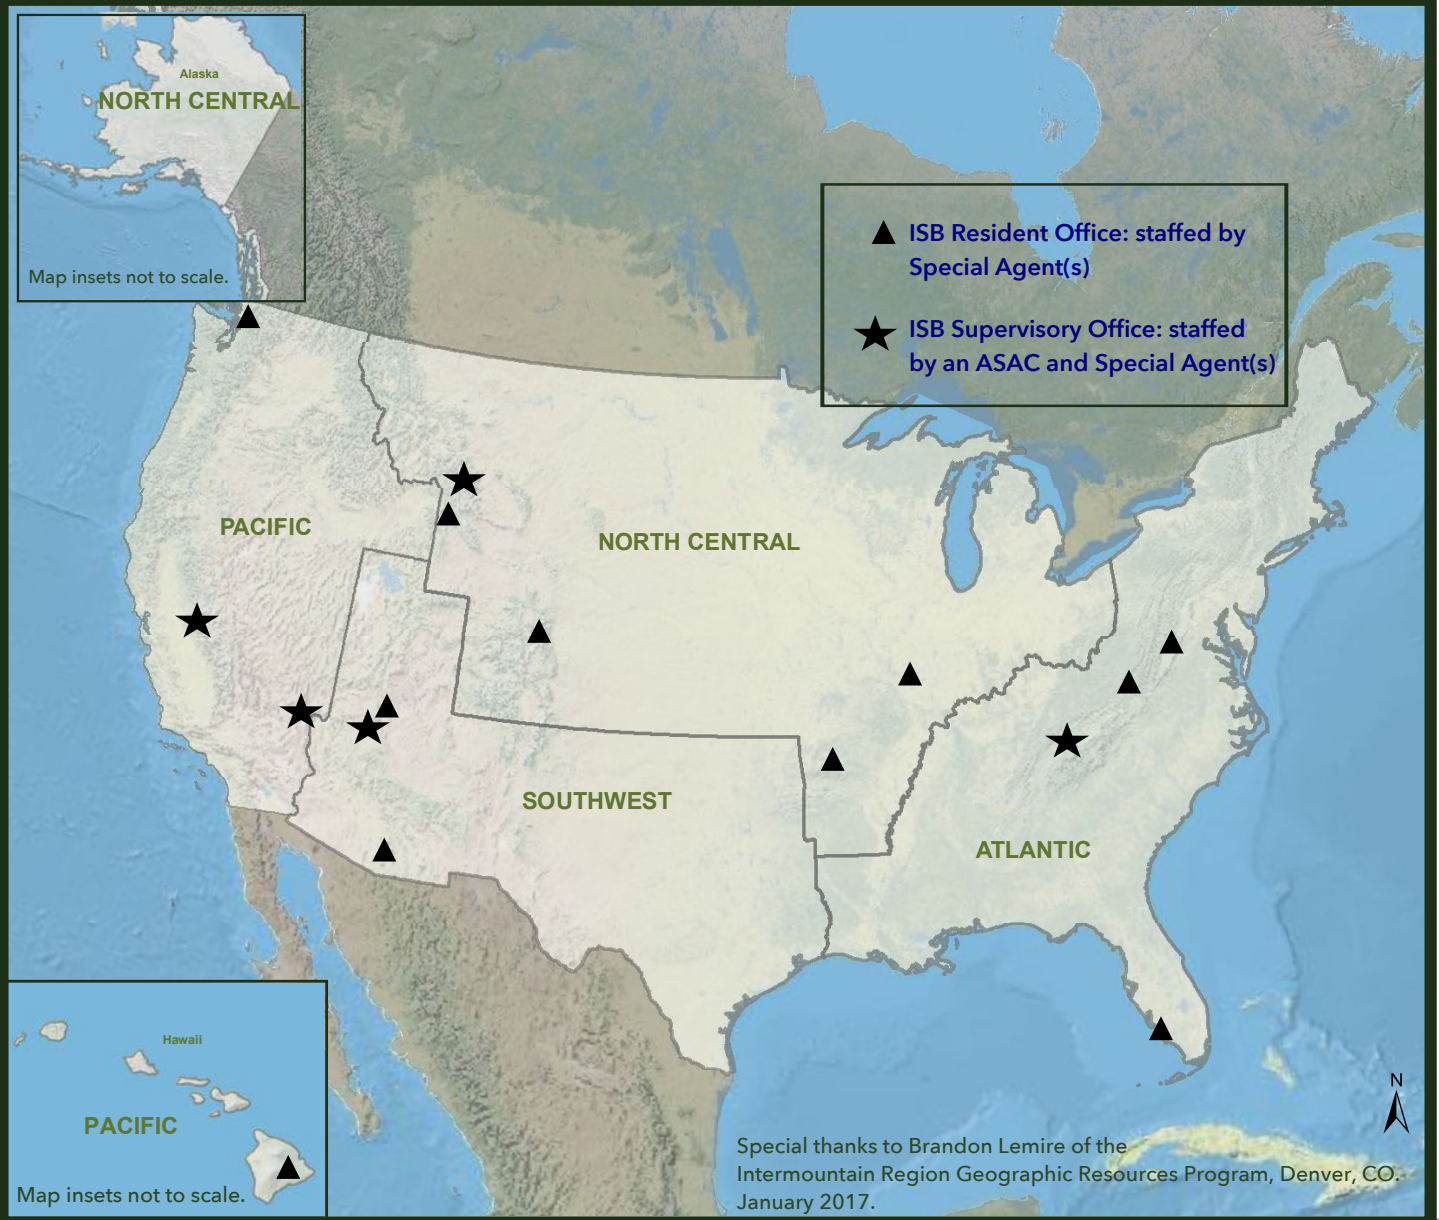 Alaska
NORTH CENTRAL
Map insets not to scale.
ISB Resident Office: staffed by
Special Agent(s)
ISB Supervisory Office: staffed
by an ASAC and Special Agent(s)
PACIFIC
NORTH CENTRAL
SOUTHWEST
ATLANTIC
Hawaii
PACIFIC
Map insets not to scale.
N
Special thanks to Brandon Lemire of the
Intermountain Region Geographic Resources Program, Denver, CO.
January 2017.